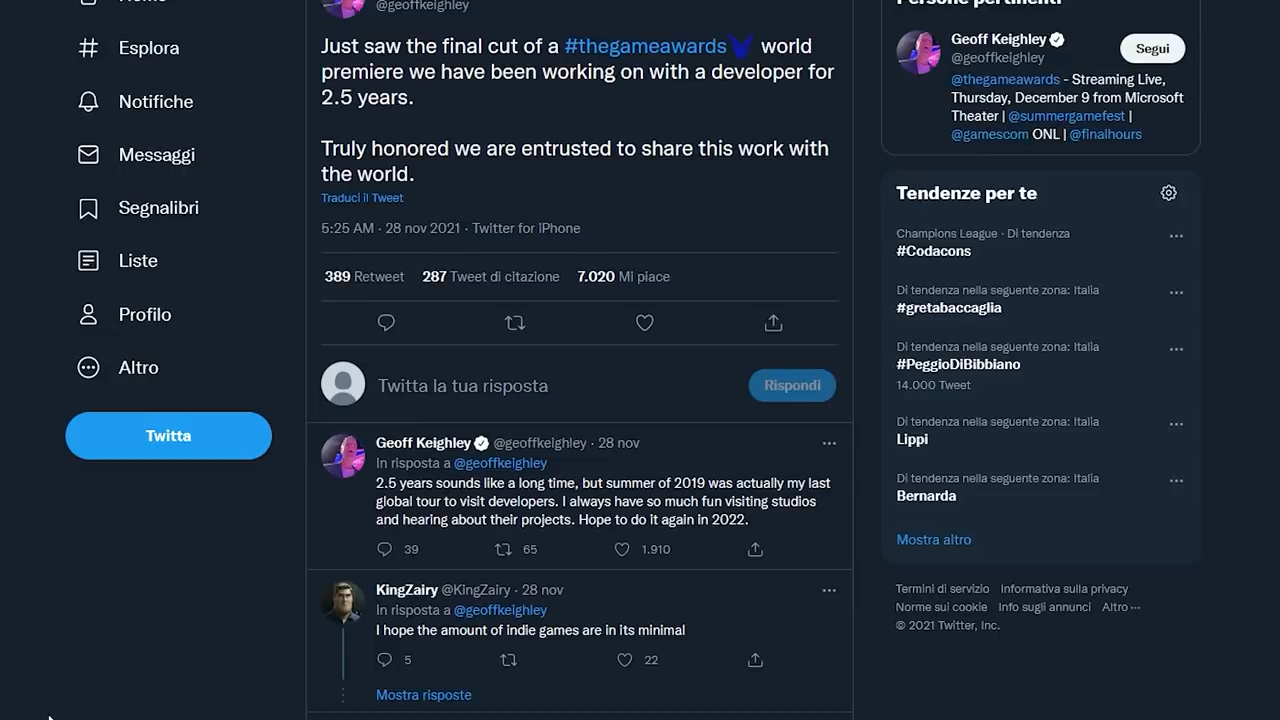 Esplora
Notifiche
Messaggi
Segnalibri
Liste
Profilo
Altro
Twitta
@geoffkeighley
Just saw the final cut of a #thegameawards world
premiere we have been working on with a developer for
2.5 years.
Truly honored we are entrusted to share this work with
the world.
Traduci il Tweet
5:25 AM · 28 nov 2021 · Twitter for iPhone
389 Retweet 287 Tweet di citazione 7.020 Mi piace
Twitta la tua risposta
Rispondi
Geoff Keighley @geoffkeighley · 28 nov
In risposta a @geoffkeighley
2.5 years sounds like a long time, but summer of 2019 was actually my last
global tour to visit developers. I always have so much fun visiting studios
and hearing about their projects. Hope to do it again in 2022.
39 65 1.910
KingZairy @KingZairy · 28 nov
In risposta a @geoffkeighley
I hope the amount of indie games are in its minimal
5 22
Mostra risposte
Persone pertinenti
Geoff Keighley
@geoffkeighley
Segui
@thegameawards - Streaming Live,
Thursday, December 9 from Microsoft
Theater | @summergamefest |
@gamescom ONL | @finalhours
Tendenze per te
Champions League · Di tendenza
#Codacons
Di tendenza nella seguente zona: Italia
#gretabaccaglia
Di tendenza nella seguente zona: Italia
#PeggioDiBibbiano
14.000 Tweet
Di tendenza nella seguente zona: Italia
Lippi
Di tendenza nella seguente zona: Italia
Bernarda
Mostra altro
Termini di servizio Informativa sulla privacy
Norme sui cookie Info sugli annunci Altro ···
© 2021 Twitter, Inc.